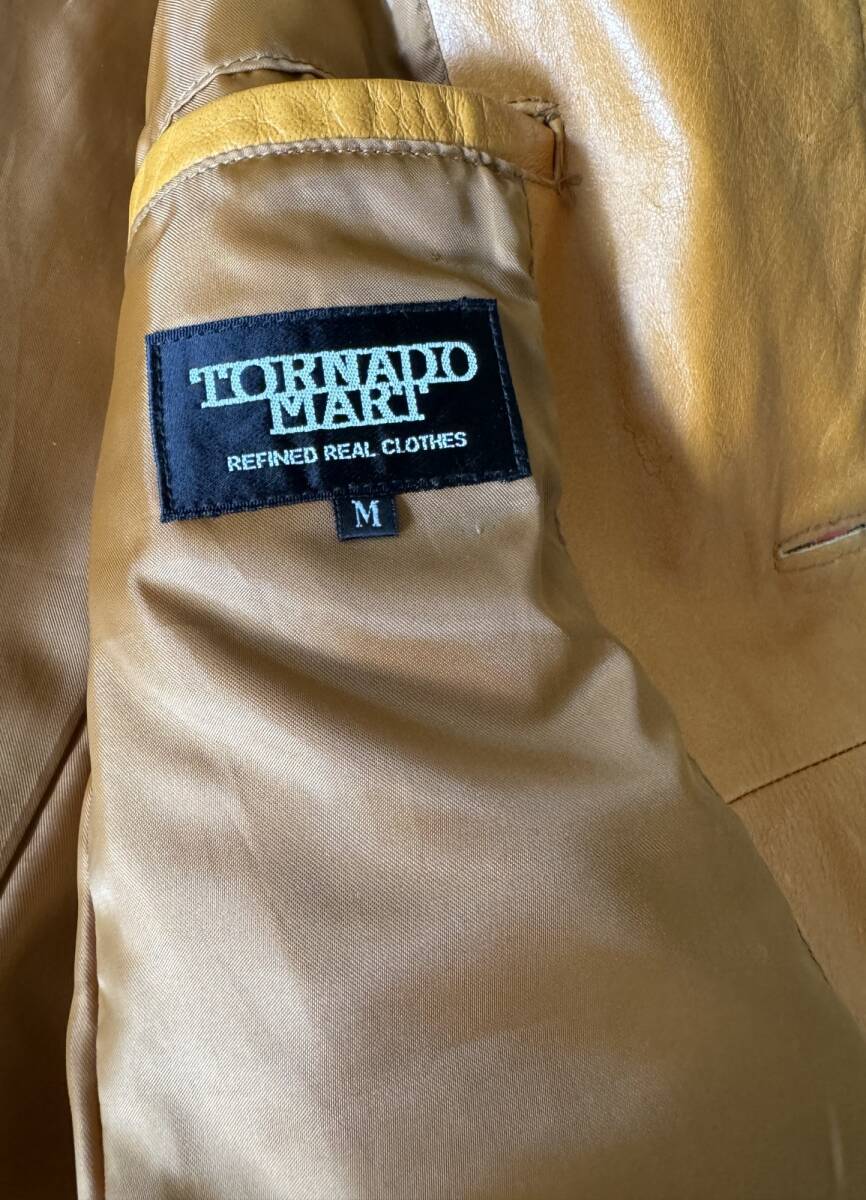 TORNADO
MART
REFINED REAL CLOTHES
M